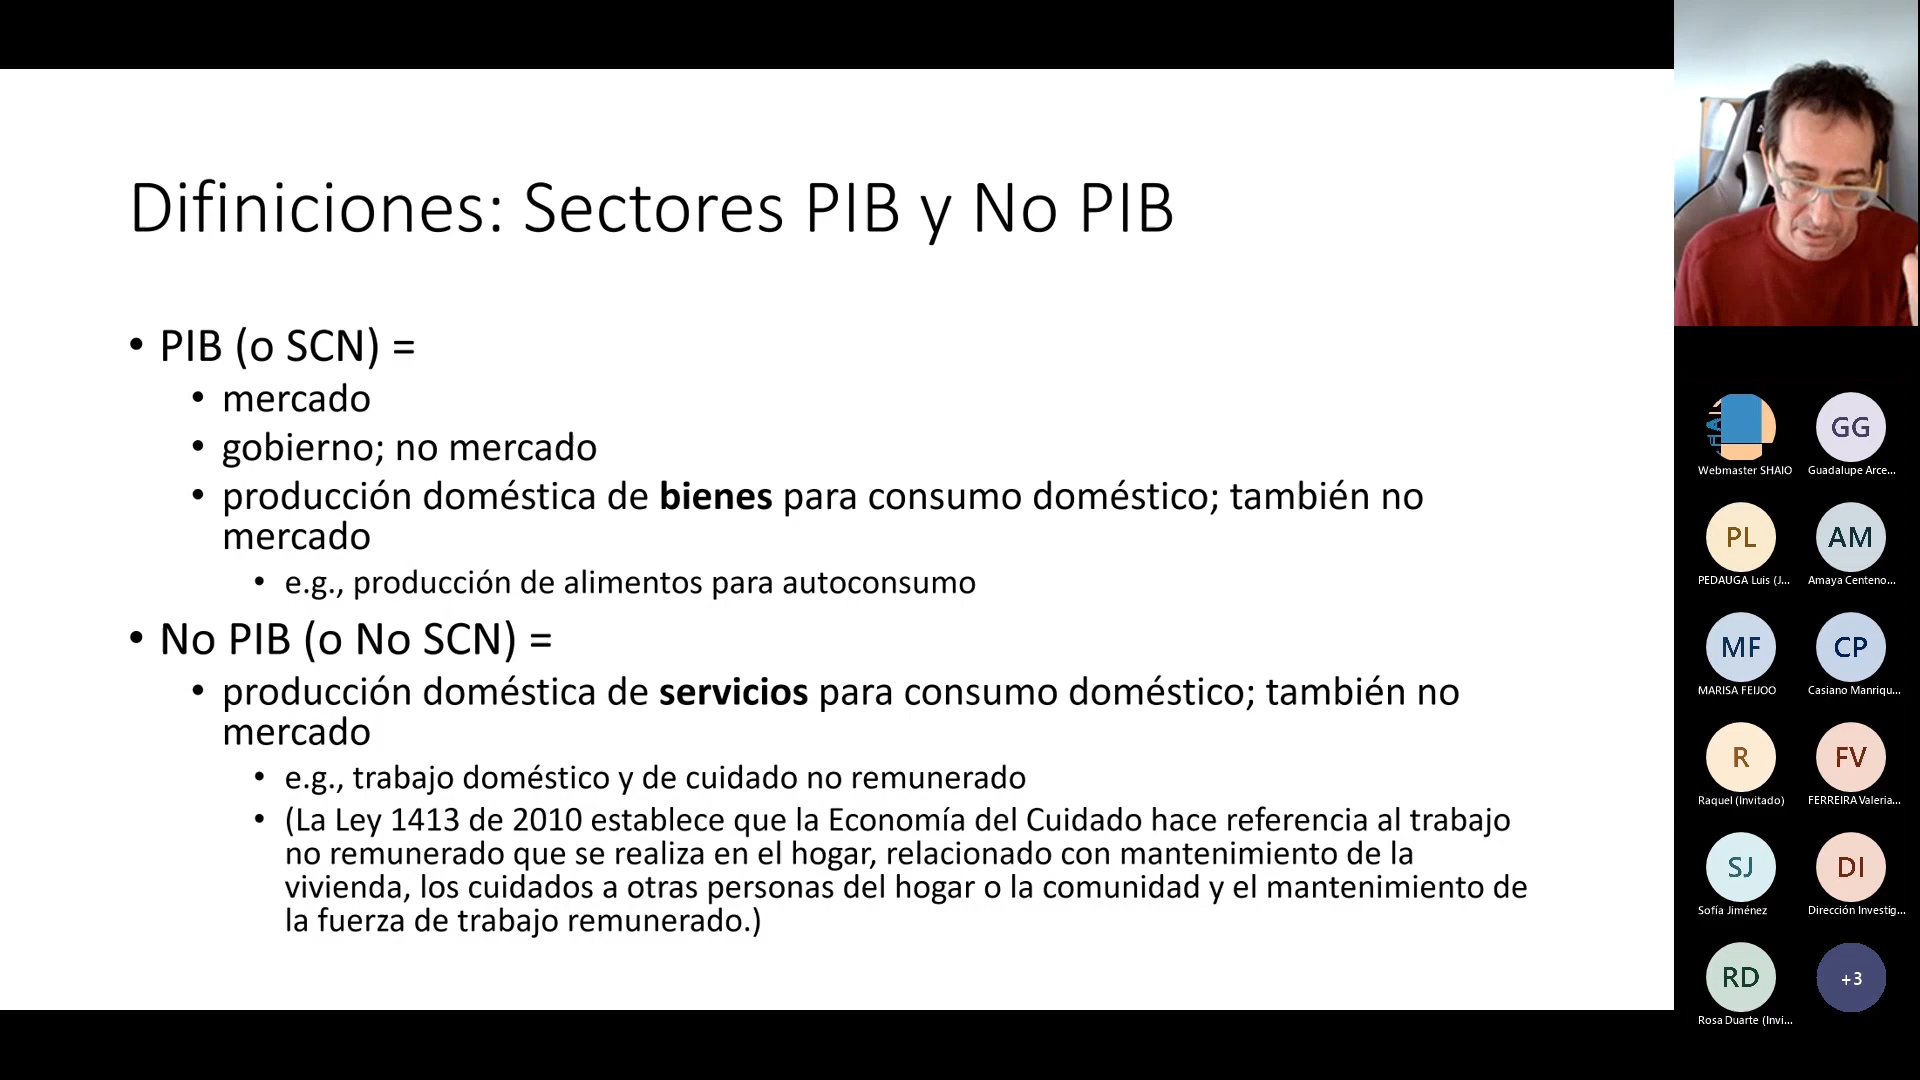 Difiniciones: Sectores PIB y No PIB
• PIB (o SCN) =
• mercado
• gobierno; no mercado
• producción doméstica de bienes para consumo doméstico; también no
mercado
• e.g., producción de alimentos para autoconsumo
• No PIB (o No SCN) =
• producción doméstica de servicios para consumo doméstico; también no
mercado
• e.g., trabajo doméstico y de cuidado no remunerado
• (La Ley 1413 de 2010 establece que la Economía del Cuidado hace referencia al trabajo
no remunerado que se realiza en el hogar, relacionado con mantenimiento de la
vivienda, los cuidados a otras personas del hogar o la comunidad y el mantenimiento de
la fuerza de trabajo remunerado.)
Webmaster SHAIO
GG
Guadalupe Arce...
PL
PEDAUGA Luis (J...
AM
Amaya Centeno...
MF
MARISA FEIJOO
CP
Casiano Manriqu...
R
Raquel (Invitado)
FV
FERREIRA Valeria...
SJ
Sofía Jiménez
DI
Dirección Investig...
RD
Rosa Duarte (Invi...
+3